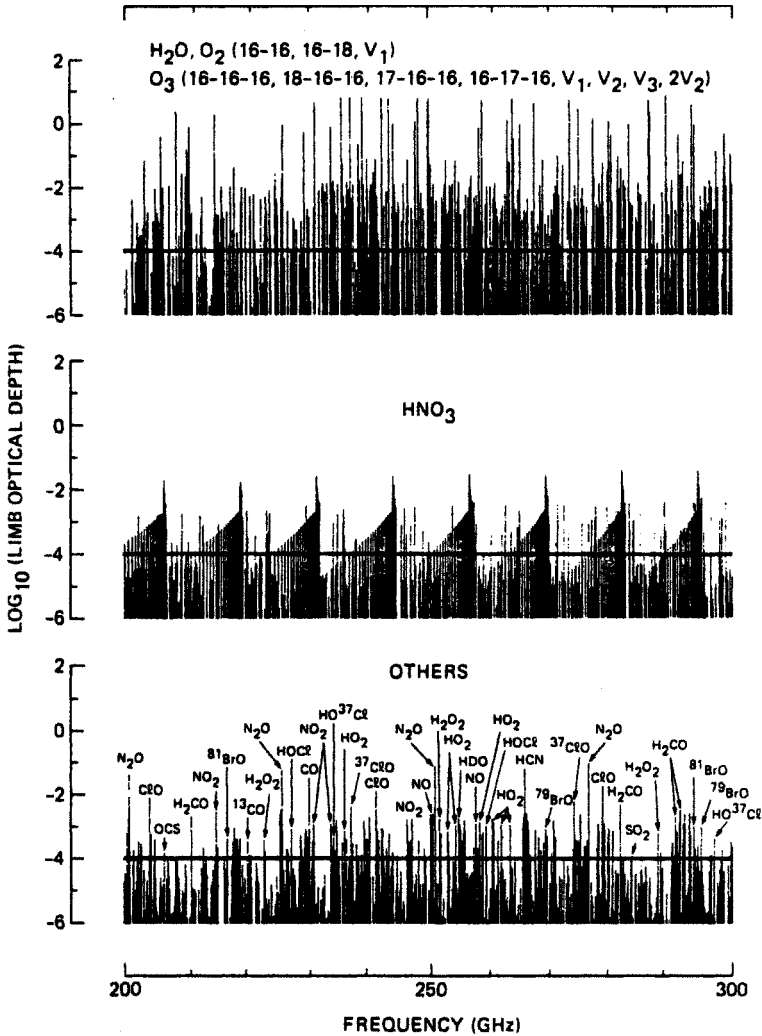 H₂O, O₂ (16-16, 16-18, V₁)
O₃ (16-16-16, 18-16-16, 17-16-16, 16-17-16, V₁, V₂, V₃, 2V₂)
2
0
-2
-4
-6
LOG₁₀ (LIMB OPTICAL DEPTH)
HNO₃
2
0
-2
-4
-6
OTHERS
2
0
-2
-4
-6
N₂O
CℓO
OCS
H₂CO
NO₂
⁸¹BrO
¹³CO
H₂O₂
N₂O
HOCℓ
CO
NO₂
HO³⁷Cℓ
HO₂
³⁷CℓO
CℓO
NO₂
NO
N₂O
H₂O₂
HO₂
HDO
NO
HO₂
HOCℓ
HO₂
HCN
⁷⁹BrO
³⁷CℓO
N₂O
CℓO
H₂CO
SO₂
H₂O₂
H₂CO
⁸¹BrO
⁷⁹BrO
HO³⁷Cℓ
200
250
300
FREQUENCY (GHz)